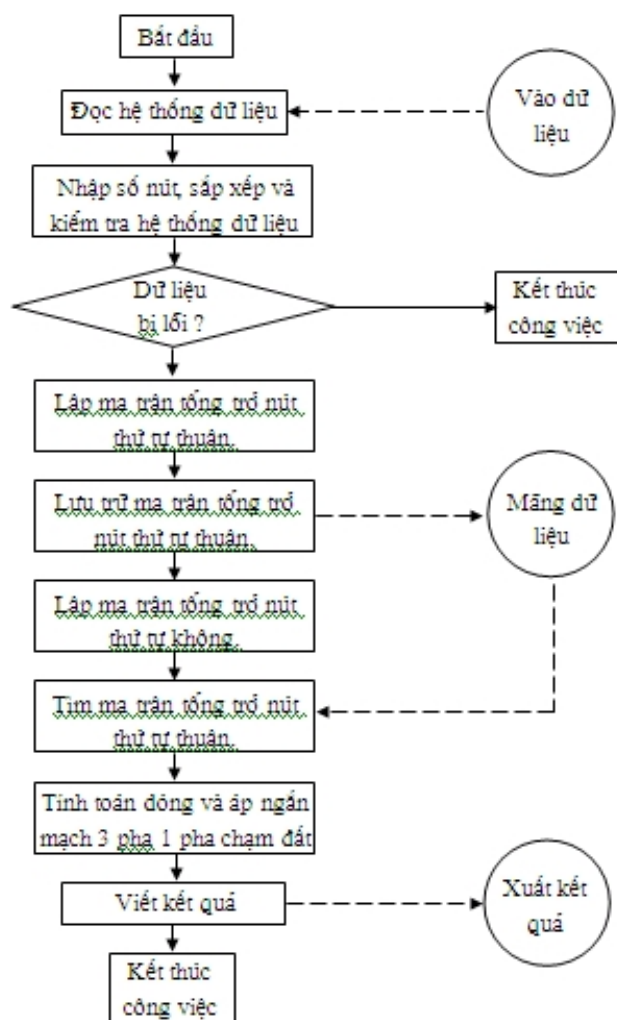 Bắt đầu
Đọc hệ thống dữ liệu
Vào dữ
liệu
Nhập số nút, sắp xếp và
kiểm tra hệ thống dữ liệu
Dữ liệu
bị lỗi ?
Kết thúc
công việc
Lập ma trận tổng trở nút
thứ tự thuận.
Lưu trữ ma trận tổng trở
nút thứ tự thuận.
Mãng dữ
liệu
Lập ma trận tổng trở nút
thứ tự không.
Tìm ma trận tổng trở nút
thứ tự thuận.
Tính toán dòng và áp ngắn
mạch 3 pha 1 pha chạm đất
Viết kết quả
Xuất kết
quả
Kết thúc
công việc